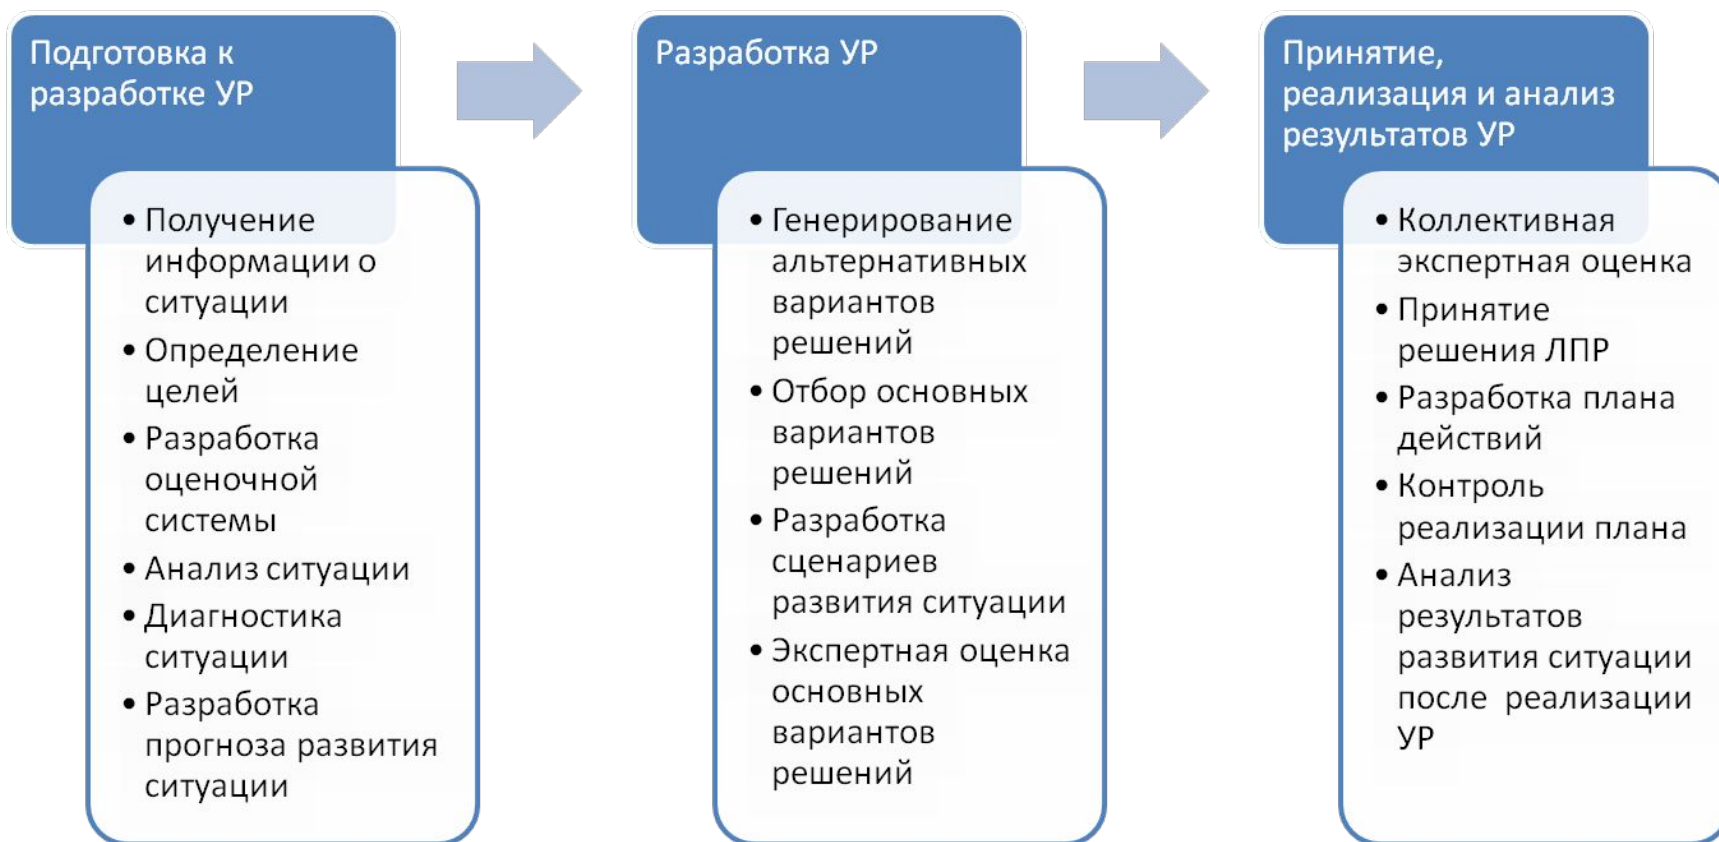 Подготовка к
разработке УР
• Получение
информации о
ситуации
• Определение
целей
• Разработка
оценочной
системы
• Анализ ситуации
• Диагностика
ситуации
• Разработка
прогноза развития
ситуации
Разработка УР
• Генерирование
альтернативных
вариантов
решений
• Отбор основных
вариантов
решений
• Разработка
сценариев
развития ситуации
• Экспертная оценка
основных
вариантов
решений
Принятие,
реализация и анализ
результатов УР
• Коллективная
экспертная оценка
• Принятие
решения ЛПР
• Разработка плана
действий
• Контроль
реализации плана
• Анализ
результатов
развития ситуации
после реализации
УР